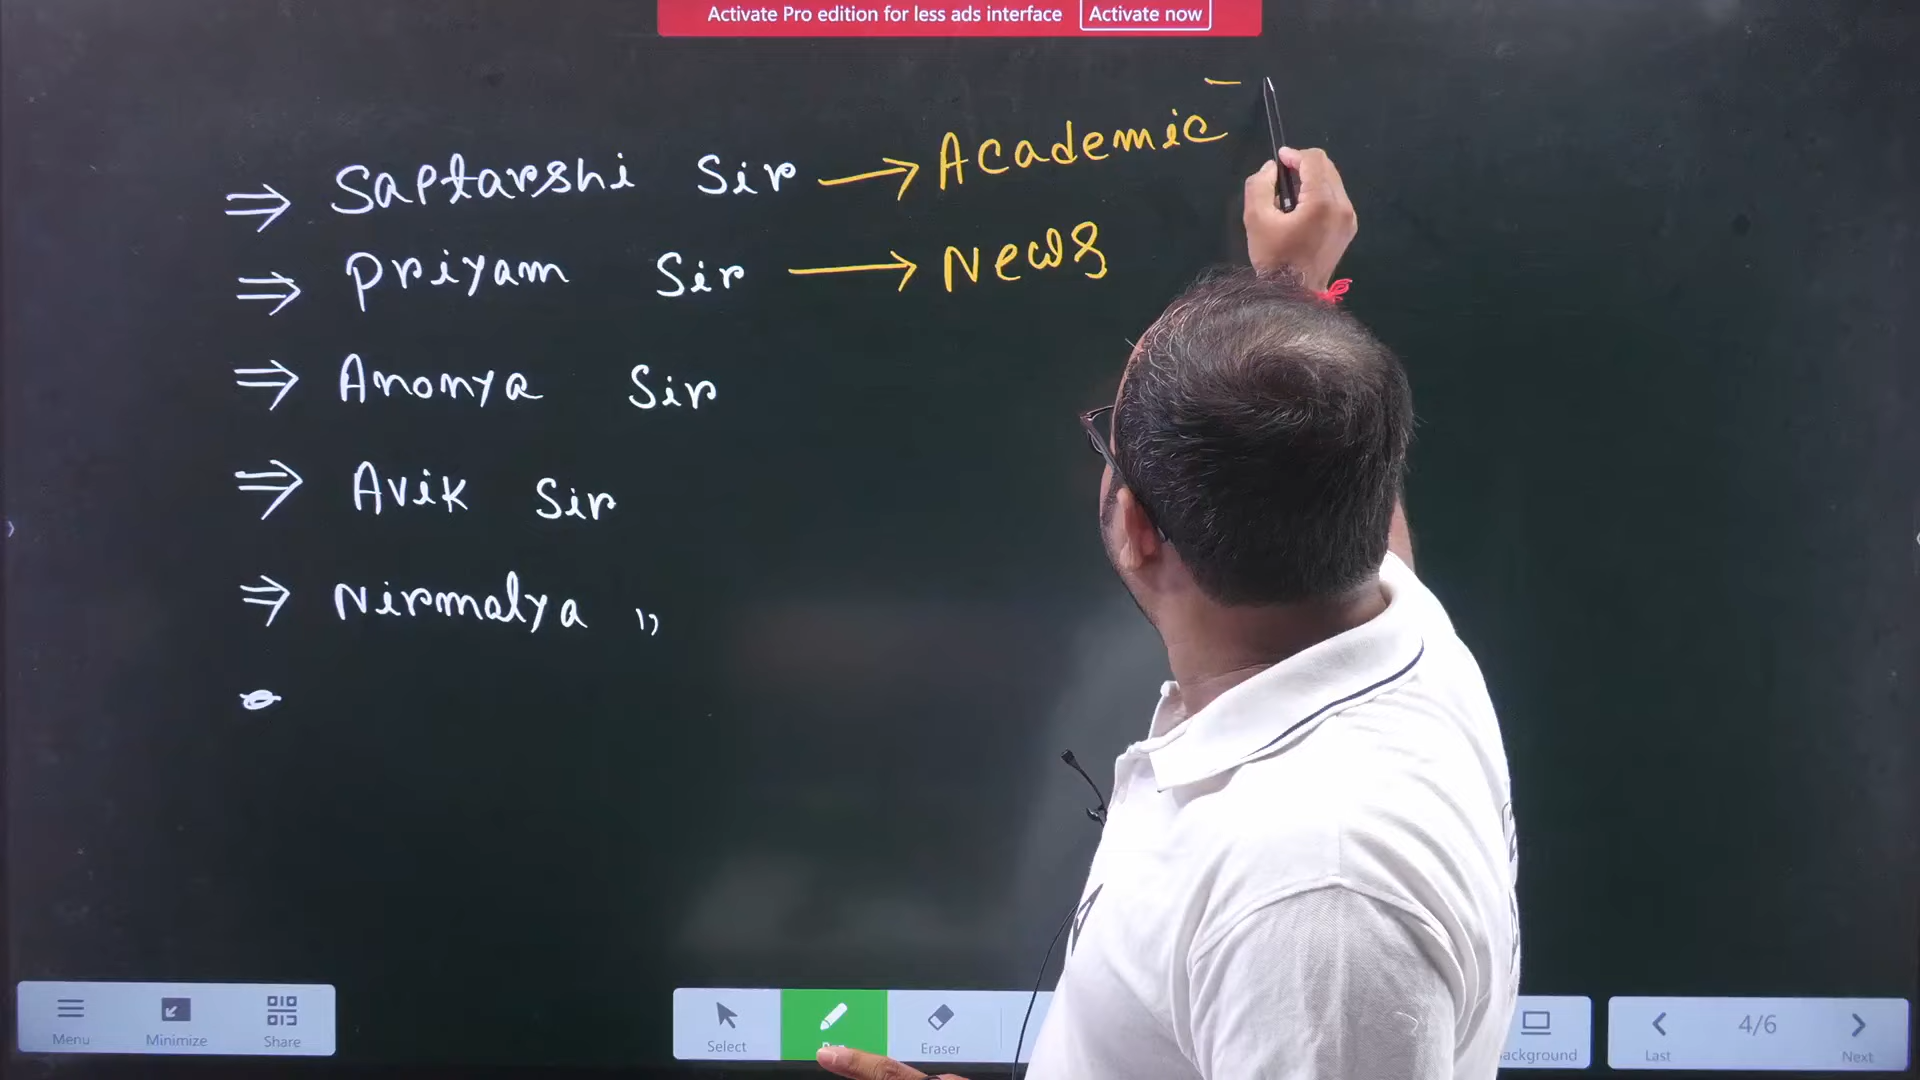 Activate Pro edition for less ads interface Activate now
⇒ Saptarshi Sir → Academic
⇒ Priyam Sir → News
⇒ Anonya Sir
⇒ Avik Sir
⇒ Nirmalya "
Menu Minimize Share Select Eraser Background Last 4/6 Next